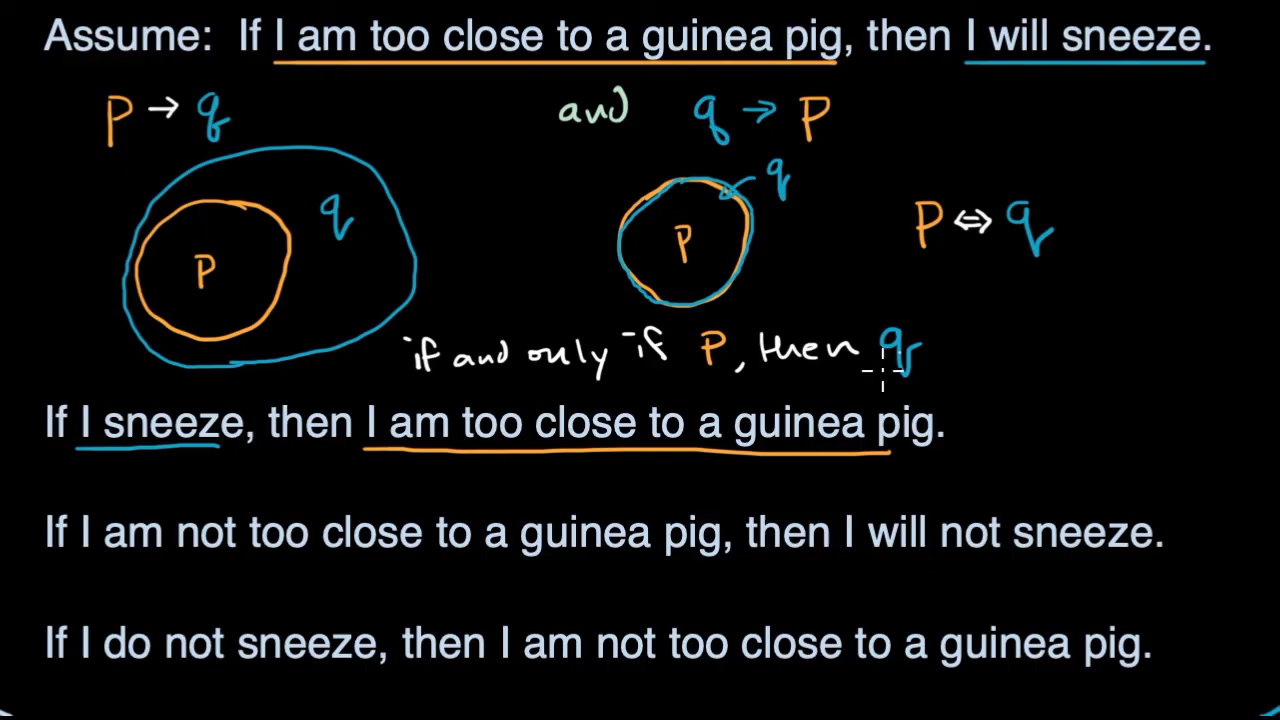 Assume: If I am too close to a guinea pig, then I will sneeze.
P → q and q → P
q
q
P
P
P ⇔ q
if and only if P, then q
If I sneeze, then I am too close to a guinea pig.
If I am not too close to a guinea pig, then I will not sneeze.
If I do not sneeze, then I am not too close to a guinea pig.